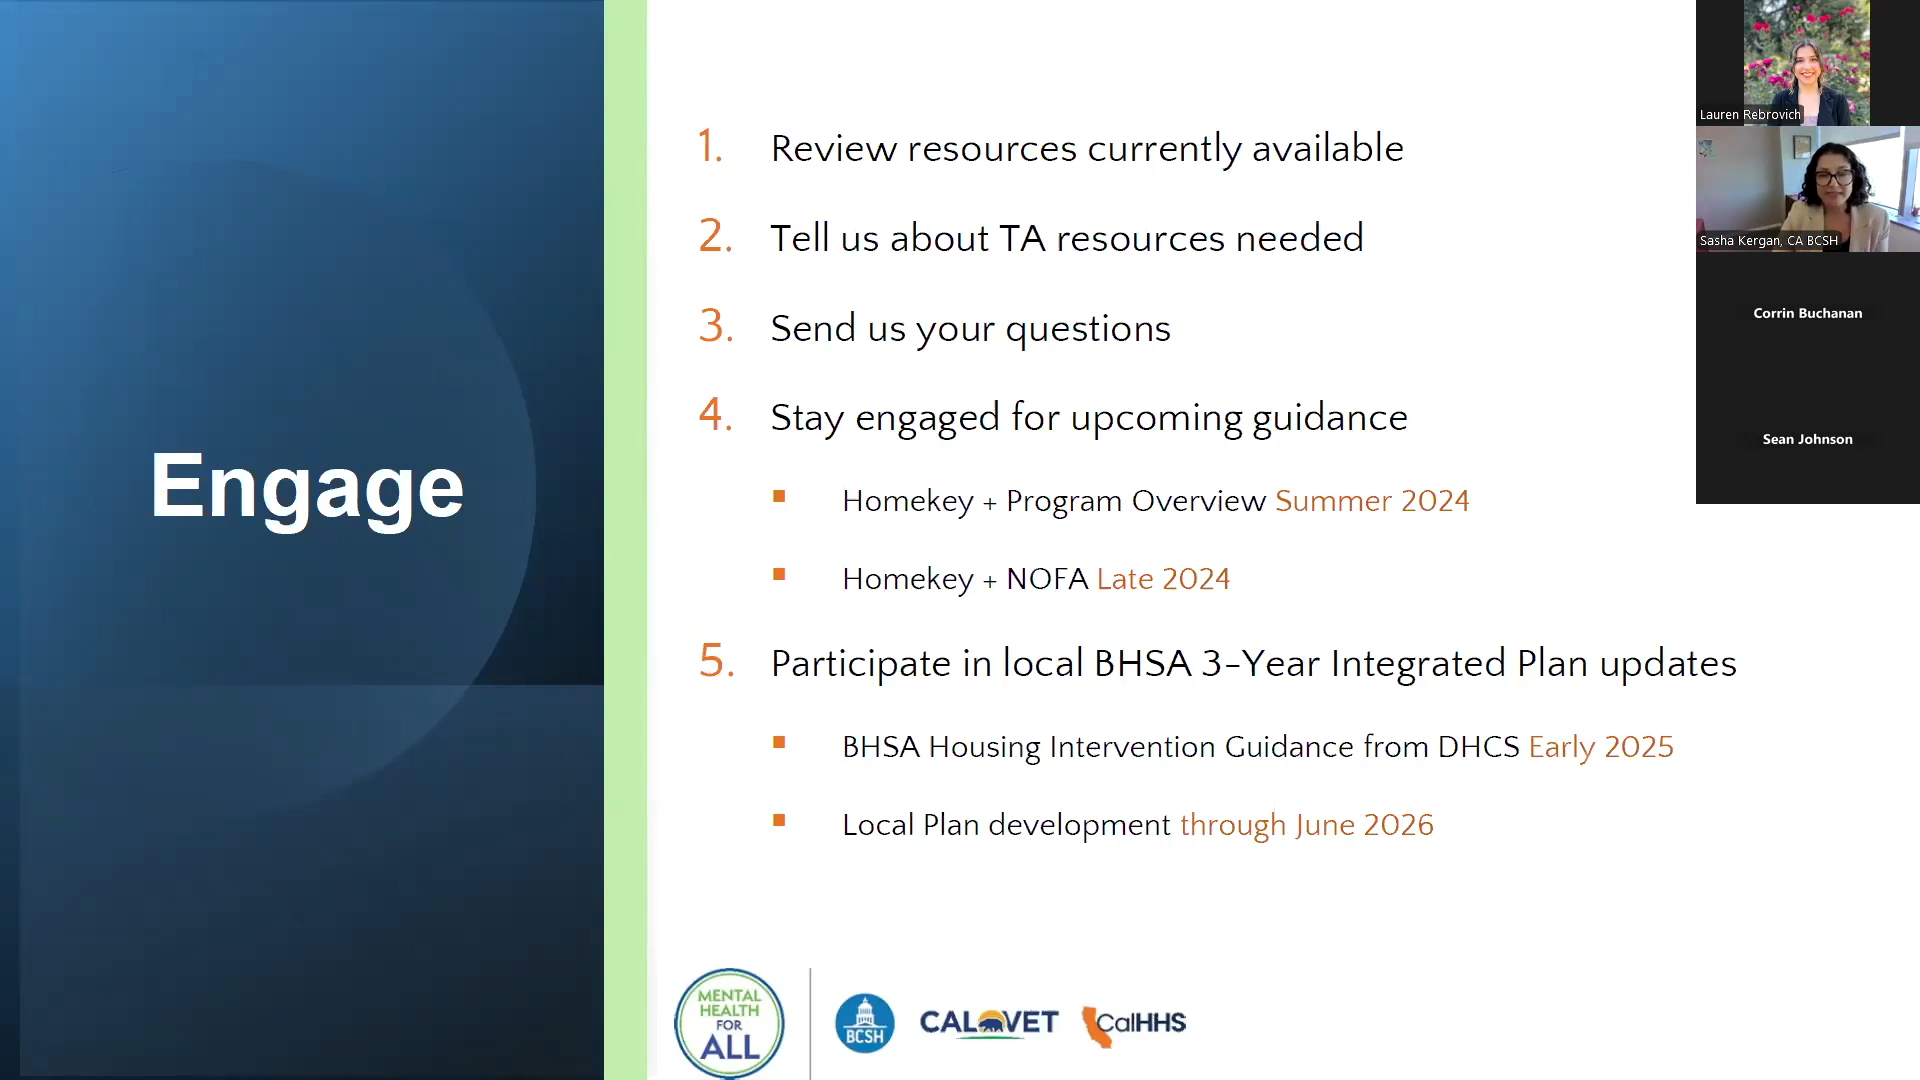 Engage
1. Review resources currently available
2. Tell us about TA resources needed
3. Send us your questions
4. Stay engaged for upcoming guidance
▪ Homekey + Program Overview Summer 2024
▪ Homekey + NOFA Late 2024
5. Participate in local BHSA 3-Year Integrated Plan updates
▪ BHSA Housing Intervention Guidance from DHCS Early 2025
▪ Local Plan development through June 2026
MENTAL
HEALTH
FOR
ALL
BCSH
CALVET
CalHHS
Lauren Rebrovich
Sasha Kergan, CA BCSH
Corrin Buchanan
Sean Johnson